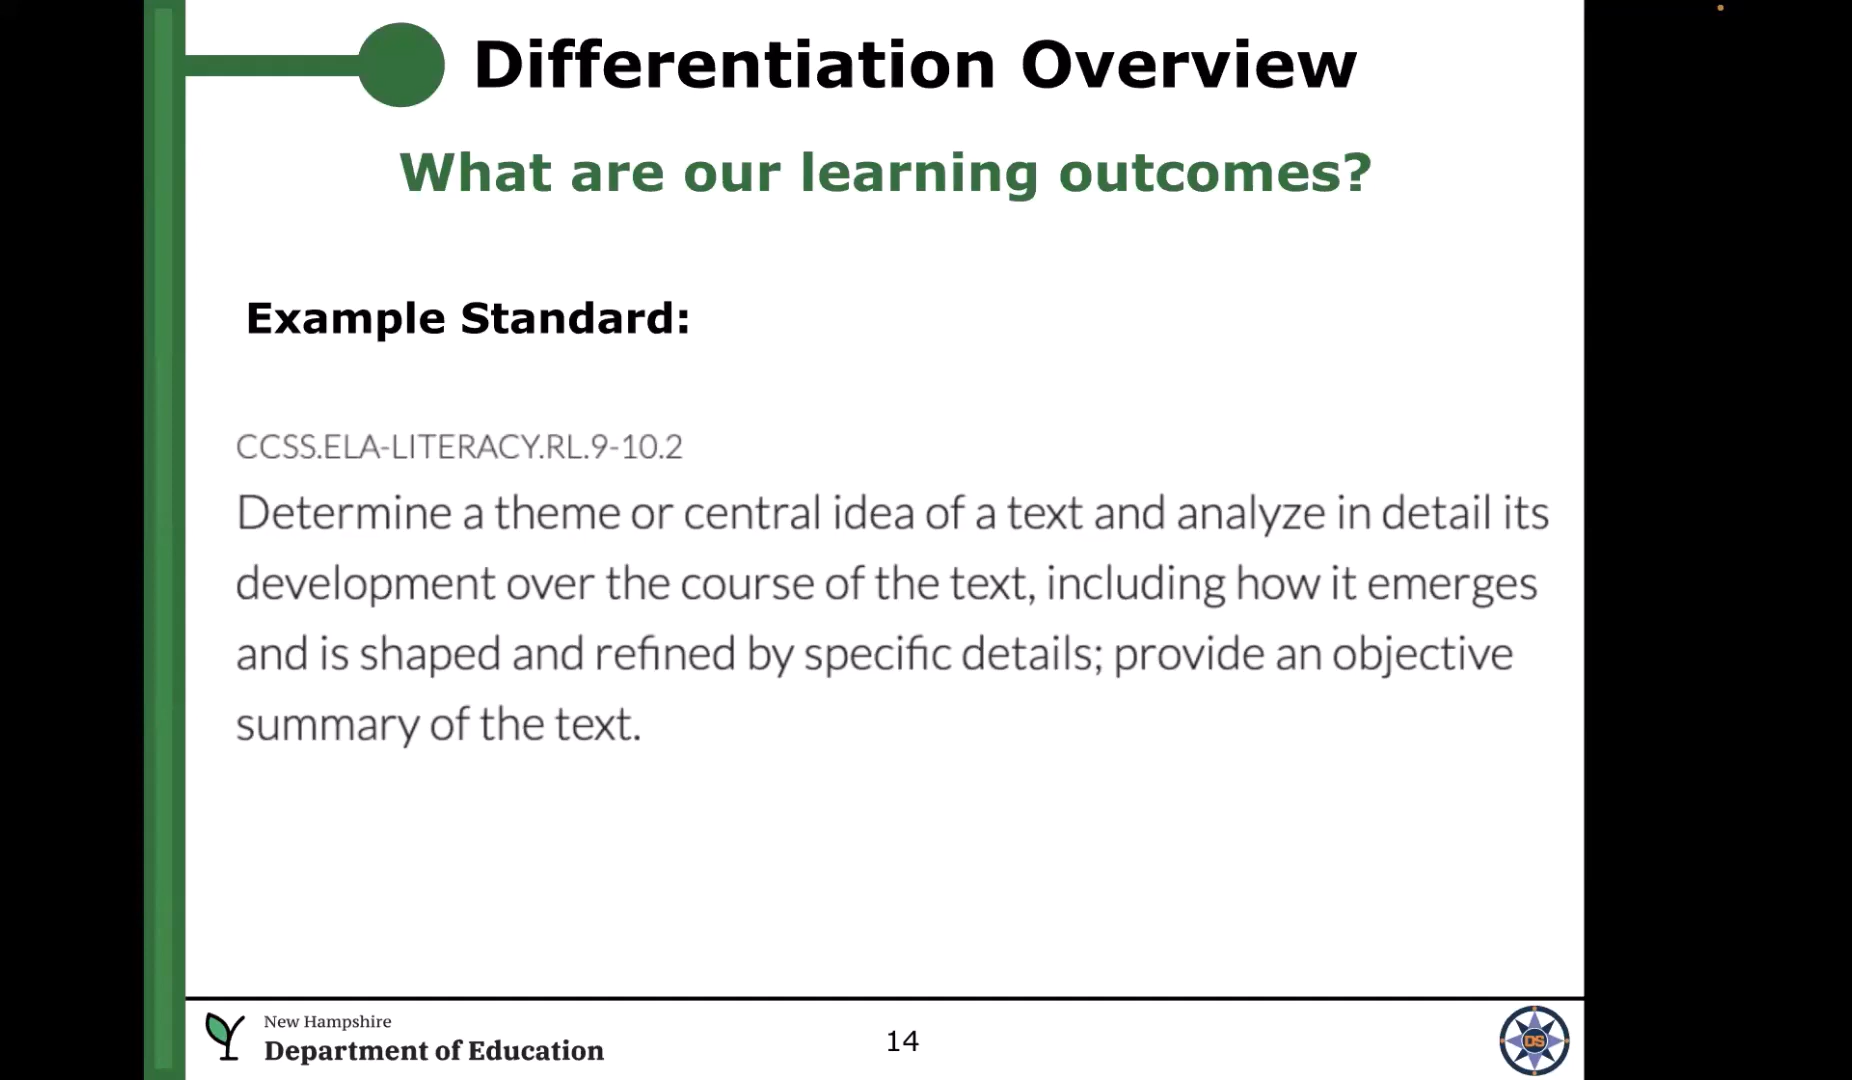 Differentiation Overview
What are our learning outcomes?
Example Standard:
CCSS.ELA-LITERACY.RL.9-10.2
Determine a theme or central idea of a text and analyze in detail its
development over the course of the text, including how it emerges
and is shaped and refined by specific details; provide an objective
summary of the text.
New Hampshire
Department of Education
14
DS